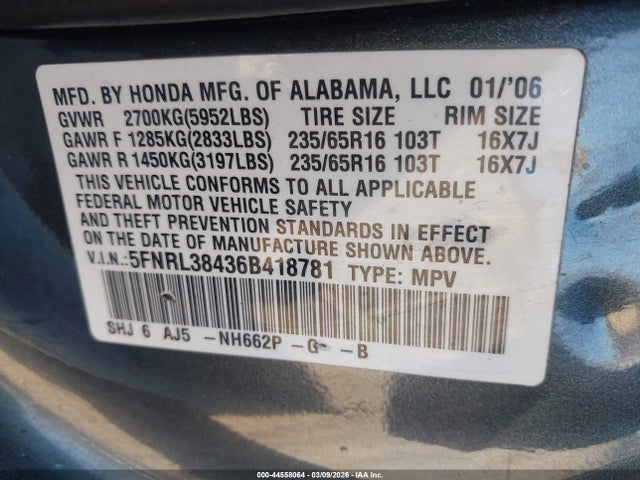 MFD. BY HONDA MFG. OF ALABAMA, LLC 01/'06
GVWR 2700KG(5952LBS) TIRE SIZE RIM SIZE
GAWR F 1285KG(2833LBS) 235/65R16 103T 16X7J
GAWR R 1450KG(3197LBS) 235/65R16 103T 16X7J
THIS VEHICLE CONFORMS TO ALL APPLICABLE
FEDERAL MOTOR VEHICLE SAFETY
AND THEFT PREVENTION STANDARDS IN EFFECT
ON THE DATE OF MANUFACTURE SHOWN ABOVE.
V.I.N.:5FNRL38436B418781 TYPE: MPV
SHJ 6 AJ5 -NH662P -G -B
000-44558064 | 03/09/2026 | IAA Inc.